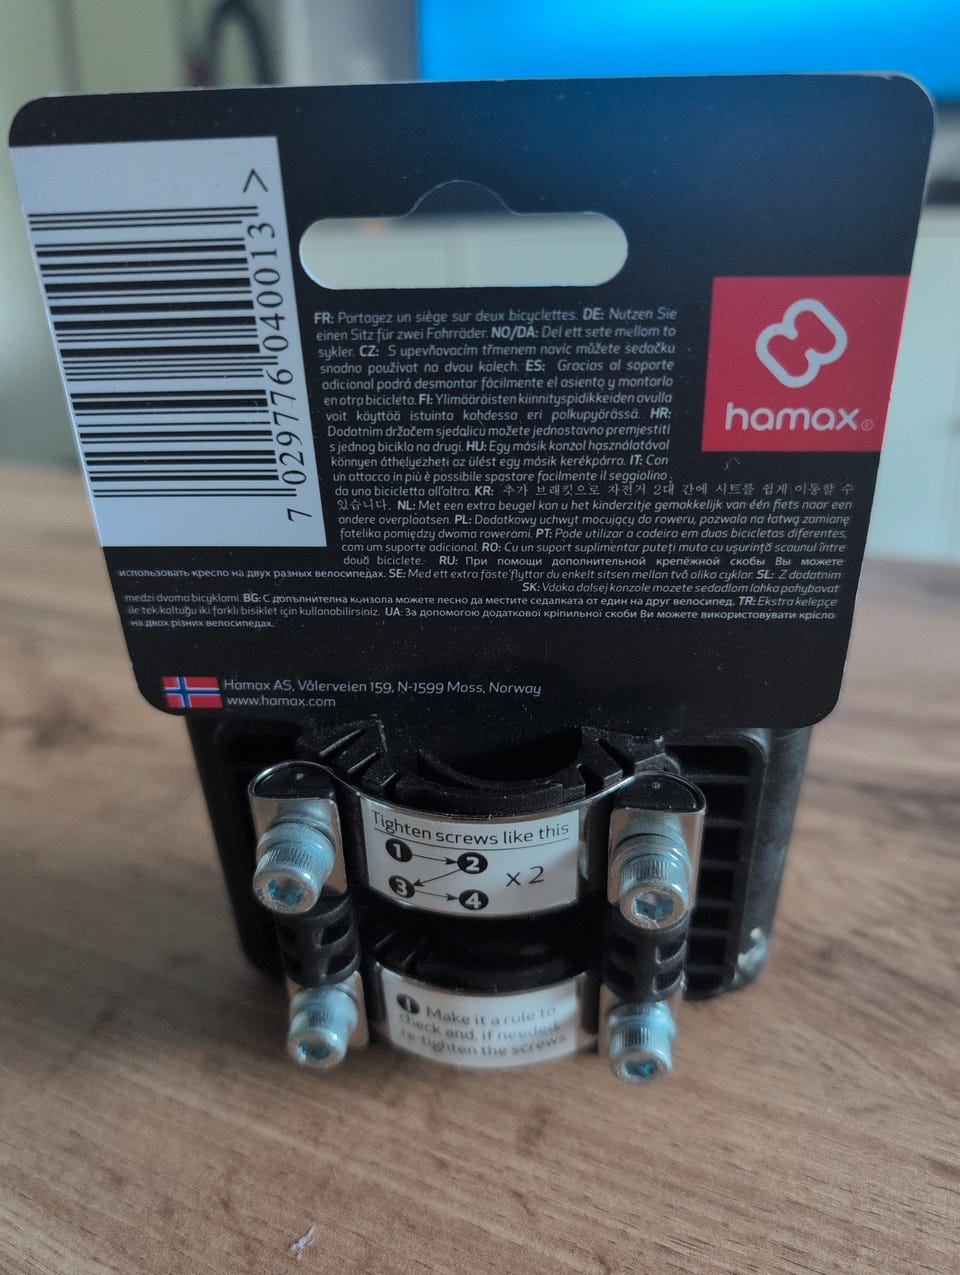 7 029776 040013 >
FR: Partagez un siège sur deux bicyclettes. DE: Nutzen Sie
einen Sitz für zwei Fahrräder. NO/DA: Del ett sete mellom to
sykler. CZ: S upevňovacím třmenem navíc můžete sedačku
snadno používat na dvou kolech. ES: Gracias al soporte
adicional podrá desmontar fácilmente el asiento y montarlo
en otra bicicleta. FI: Ylimääräisten kiinnityspidikkeiden avulla
voit käyttää istuinta kahdessa eri polkupyörässä. HR:
Dodatnim držačem sjedalicu možete jednostavno premjestiti
s jednog bicikla na drugi. HU: Egy másik konzol használatával
könnyen áthelyezheti az ülést egy másik kerékpárra. IT: Con
un attacco in più è possibile spastare facilmente il seggiolino
da una bicicletta all'altra. KR: 추가 브래킷으로 자전거 2대 간에 시트를 쉽게 이동할 수
있습니다. NL: Met een extra beugel kan u het kinderzitje gemakkelijk van één fiets naar een
andere overplaatsen. PL: Dodatkowy uchwyt mocujący do roweru, pozwala na łatwą zamianę
fotelika pomiędzy dwoma rowerami. PT: Pode utilizar a cadeira em duas bicicletas diferentes,
com um suporte adicional. RO: Cu un suport suplimentar puteți muta cu ușurință scaunul între
două biciclete. RU: При помощи дополнительной крепёжной скобы Вы можете
использовать кресло на двух разных велосипедах. SE: Med ett extra fäste flyttar du enkelt sitsen mellan två olika cyklar. SL: Z dodatnim
SK: Vďaka ďalšej konzole mozete sedadlom lahko pohybovat
medzi dvoma bicyklami. BG: С допълнителна конзола можете лесно да местите седалката от един на друг велосипед. TR: Ekstra kelepçe
ile tek koltuğu iki farklı bisiklet için kullanabilirsiniz. UA: За допомогою додаткової кріпильної скоби Ви можете використовувати крісло
на двох різних велосипедах.
hamax®
Hamax AS, Vålerveien 159, N-1599 Moss, Norway
www.hamax.com
Tighten screws like this
1 2
3 4
x 2
! Make it a rule to
check and, if needed,
re-tighten the screws.